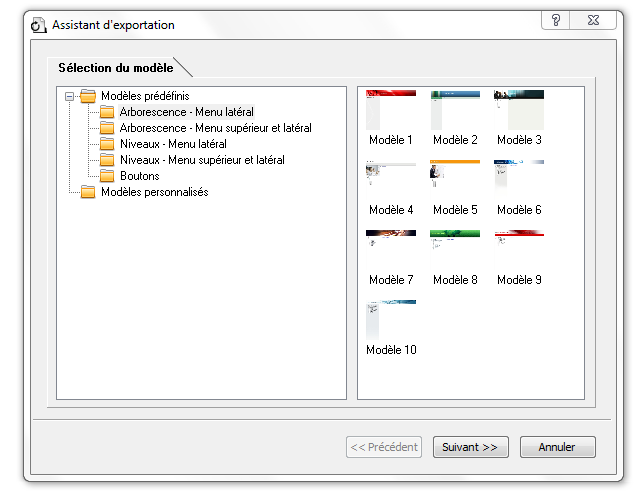 Assistant d'exportation
Sélection du modèle
Modèles prédéfinis
Arborescence - Menu latéral
Arborescence - Menu supérieur et latéral
Niveaux - Menu latéral
Niveaux - Menu supérieur et latéral
Boutons
Modèles personnalisés
Modèle 1 Modèle 2 Modèle 3
Modèle 4 Modèle 5 Modèle 6
Modèle 7 Modèle 8 Modèle 9
Modèle 10
<< Précédent Suivant >> Annuler